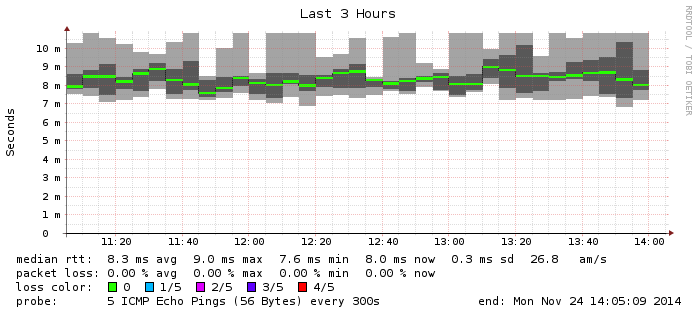 Last 3 Hours
RRDTOOL / TOBI OETIKER
Seconds
10 m
9 m
8 m
7 m
6 m
5 m
4 m
3 m
2 m
1 m
0
11:20 11:40 12:00 12:20 12:40 13:00 13:20 13:40 14:00
median rtt: 8.3 ms avg 9.0 ms max 7.6 ms min 8.0 ms now 0.3 ms sd 26.8 am/s
packet loss: 0.00 % avg 0.00 % max 0.00 % min 0.00 % now
loss color: 0 1/5 2/5 3/5 4/5
probe: 5 ICMP Echo Pings (56 Bytes) every 300s end: Mon Nov 24 14:05:09 2014